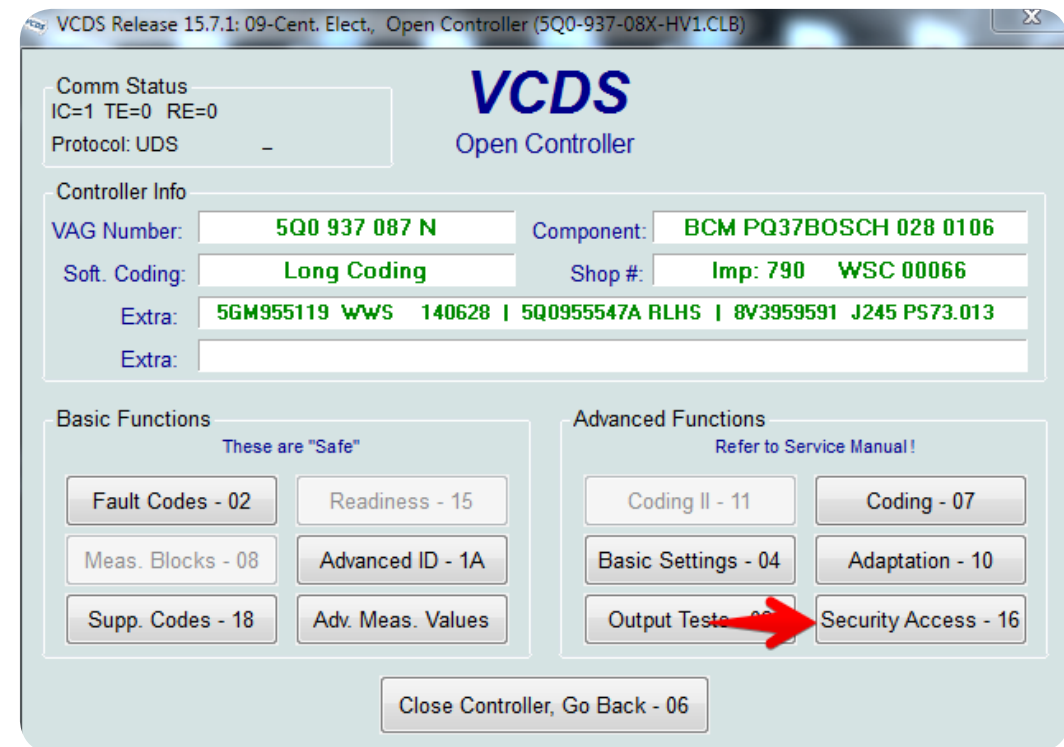 VCDS Release 15.7.1: 09-Cent. Elect., Open Controller (5Q0-937-08X-HV1.CLB)
Comm Status
IC=1 TE=0 RE=0
Protocol: UDS
VCDS
Open Controller
Controller Info
VAG Number: 5Q0 937 087 N Component: BCM PQ37BOSCH 028 0106
Soft. Coding: Long Coding Shop #: Imp: 790 WSC 00066
Extra: 5GM955119 WWS 140628 | 5Q0955547A RLHS | 8V3959591 J245 PS73.013
Extra:
Basic Functions
These are "Safe"
Fault Codes - 02 Readiness - 15
Meas. Blocks - 08 Advanced ID - 1A
Supp. Codes - 18 Adv. Meas. Values
Advanced Functions
Refer to Service Manual!
Coding II - 11 Coding - 07
Basic Settings - 04 Adaptation - 10
Output Tests Security Access - 16
Close Controller, Go Back - 06